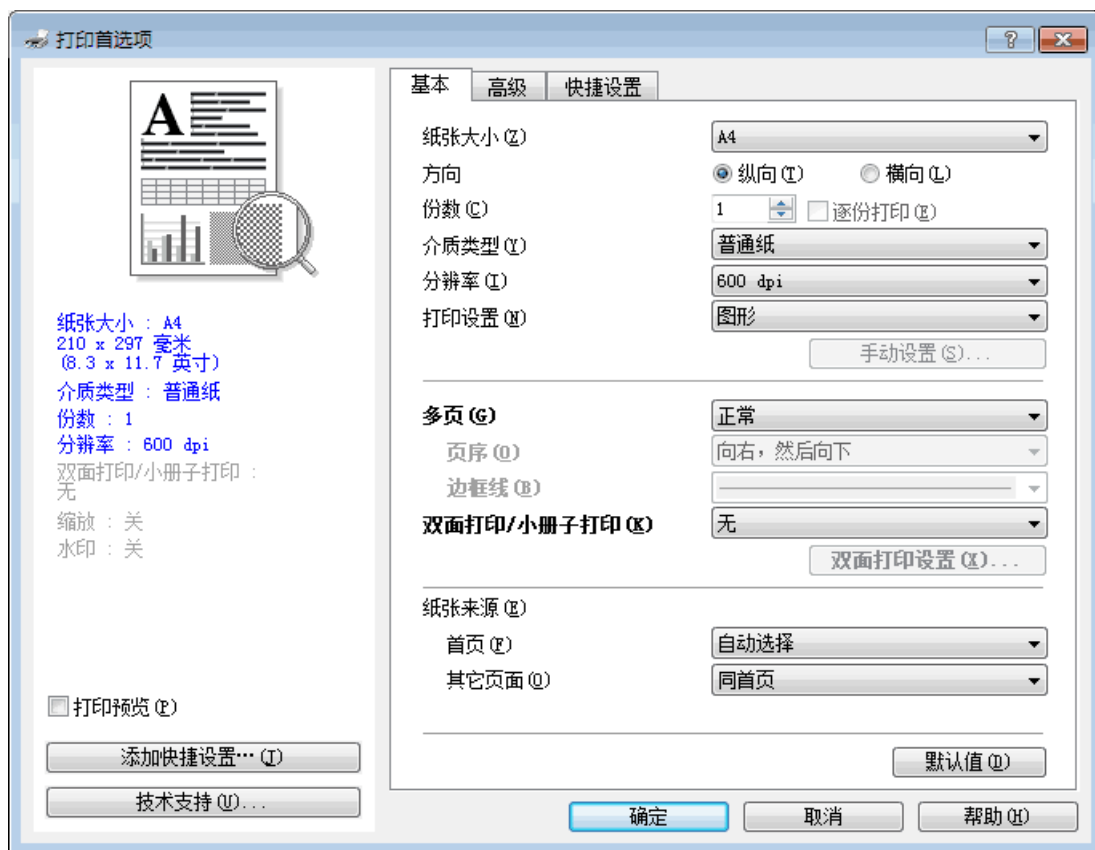 打印首选项
A
纸张大小 : A4
210 x 297 毫米
(8.3 x 11.7 英寸)
介质类型 : 普通纸
份数 : 1
分辨率 : 600 dpi
双面打印/小册子打印 :
无
缩放 : 关
水印 : 关
打印预览(P)
添加快捷设置…(J)
技术支持(U)...
基本 高级 快捷设置
纸张大小(Z) A4
方向 纵向(T) 横向(L)
份数(C) 1 逐份打印(E)
介质类型(Y) 普通纸
分辨率(I) 600 dpi
打印设置(N) 图形
手动设置(S)...
多页(G) 正常
页序(O) 向右，然后向下
边框线(B)
双面打印/小册子打印(K) 无
双面打印设置(X)...
纸张来源(E)
首页(F) 自动选择
其它页面(O) 同首页
默认值(D)
确定 取消 帮助(H)